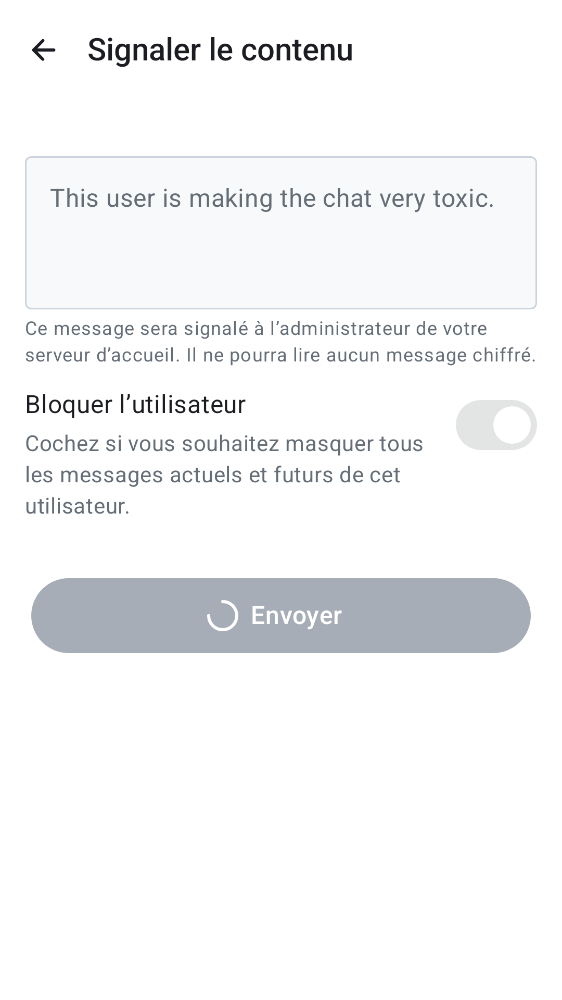 Signaler le contenu
This user is making the chat very toxic.
Ce message sera signalé à l’administrateur de votre
serveur d’accueil. Il ne pourra lire aucun message chiffré.
Bloquer l’utilisateur
Cochez si vous souhaitez masquer tous
les messages actuels et futurs de cet
utilisateur.
Envoyer